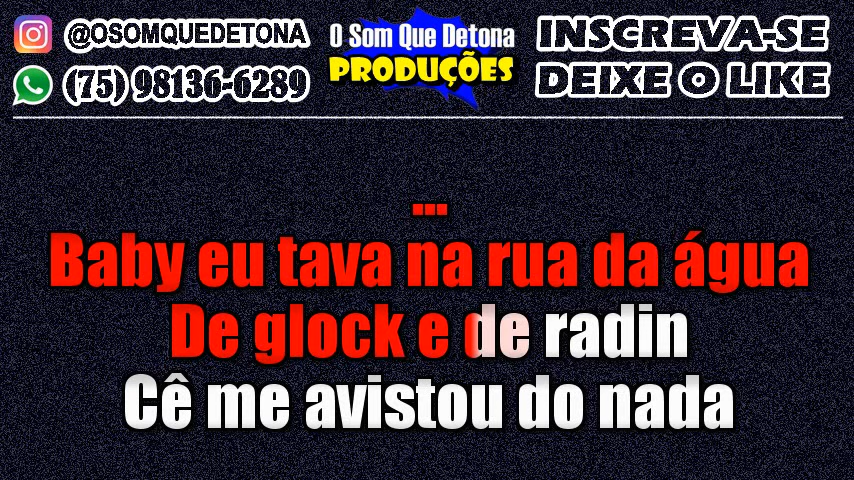 @OSOMQUEDETONA
(75) 98136-6289
O Som Que Detona
PRODUÇÕES
INSCREVA-SE
DEIXE O LIKE
...
Baby eu tava na rua da água
De glock e de radin
Cê me avistou do nada